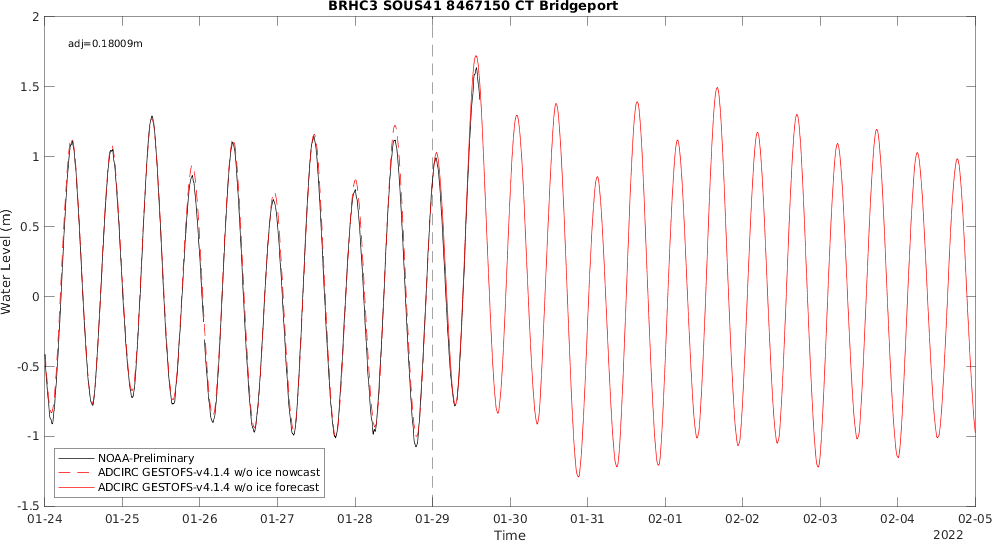 BRHC3 SOUS41 8467150 CT Bridgeport
adj=0.18009m
2
1.5
1
0.5
0
-0.5
-1
-1.5
Water Level (m)
NOAA-Preliminary
ADCIRC GESTOFS-v4.1.4 w/o ice nowcast
ADCIRC GESTOFS-v4.1.4 w/o ice forecast
01-24 01-25 01-26 01-27 01-28 01-29 01-30 01-31 02-01 02-02 02-03 02-04 02-05
Time
2022